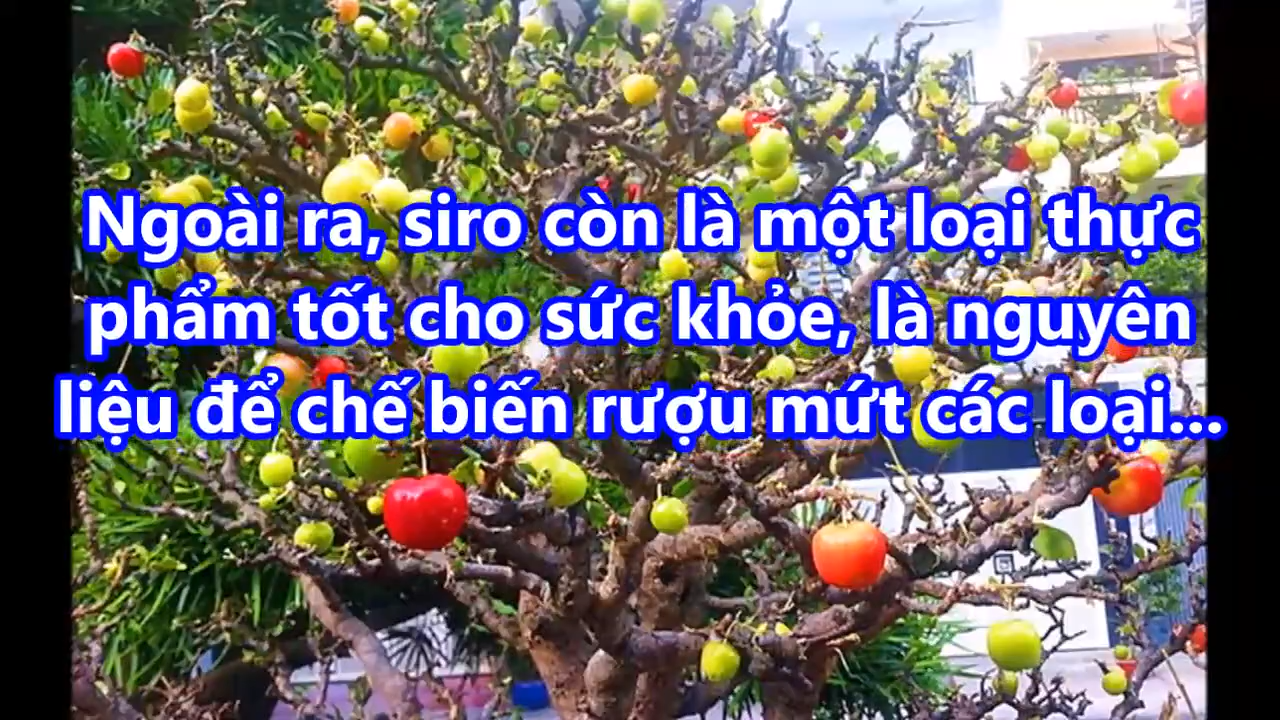 Ngoài ra, siro còn là một loại thực
phẩm tốt cho sức khỏe, là nguyên
liệu để chế biến rượu mứt các loại...